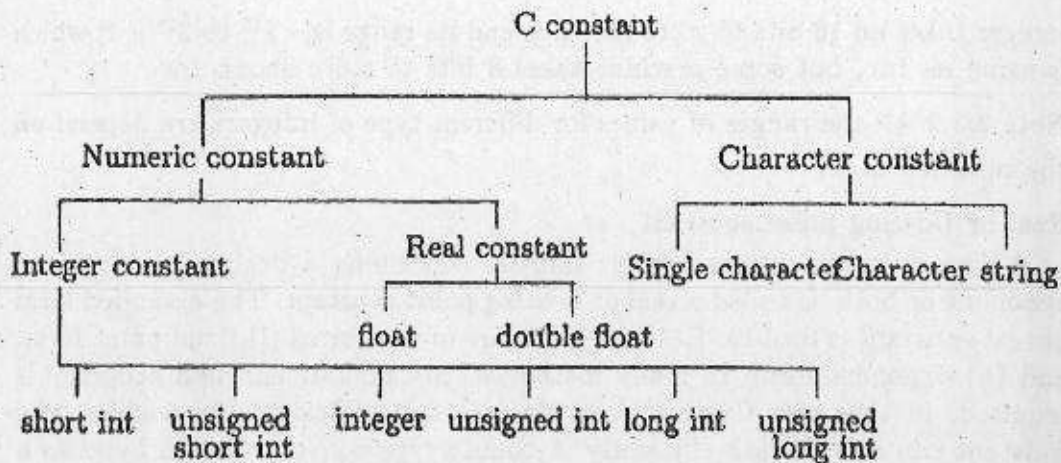 C constant
Numeric constant Character constant
Real constant
Integer constant Single character Character string
float double float
short int unsigned short int integer unsigned int long int unsigned long int